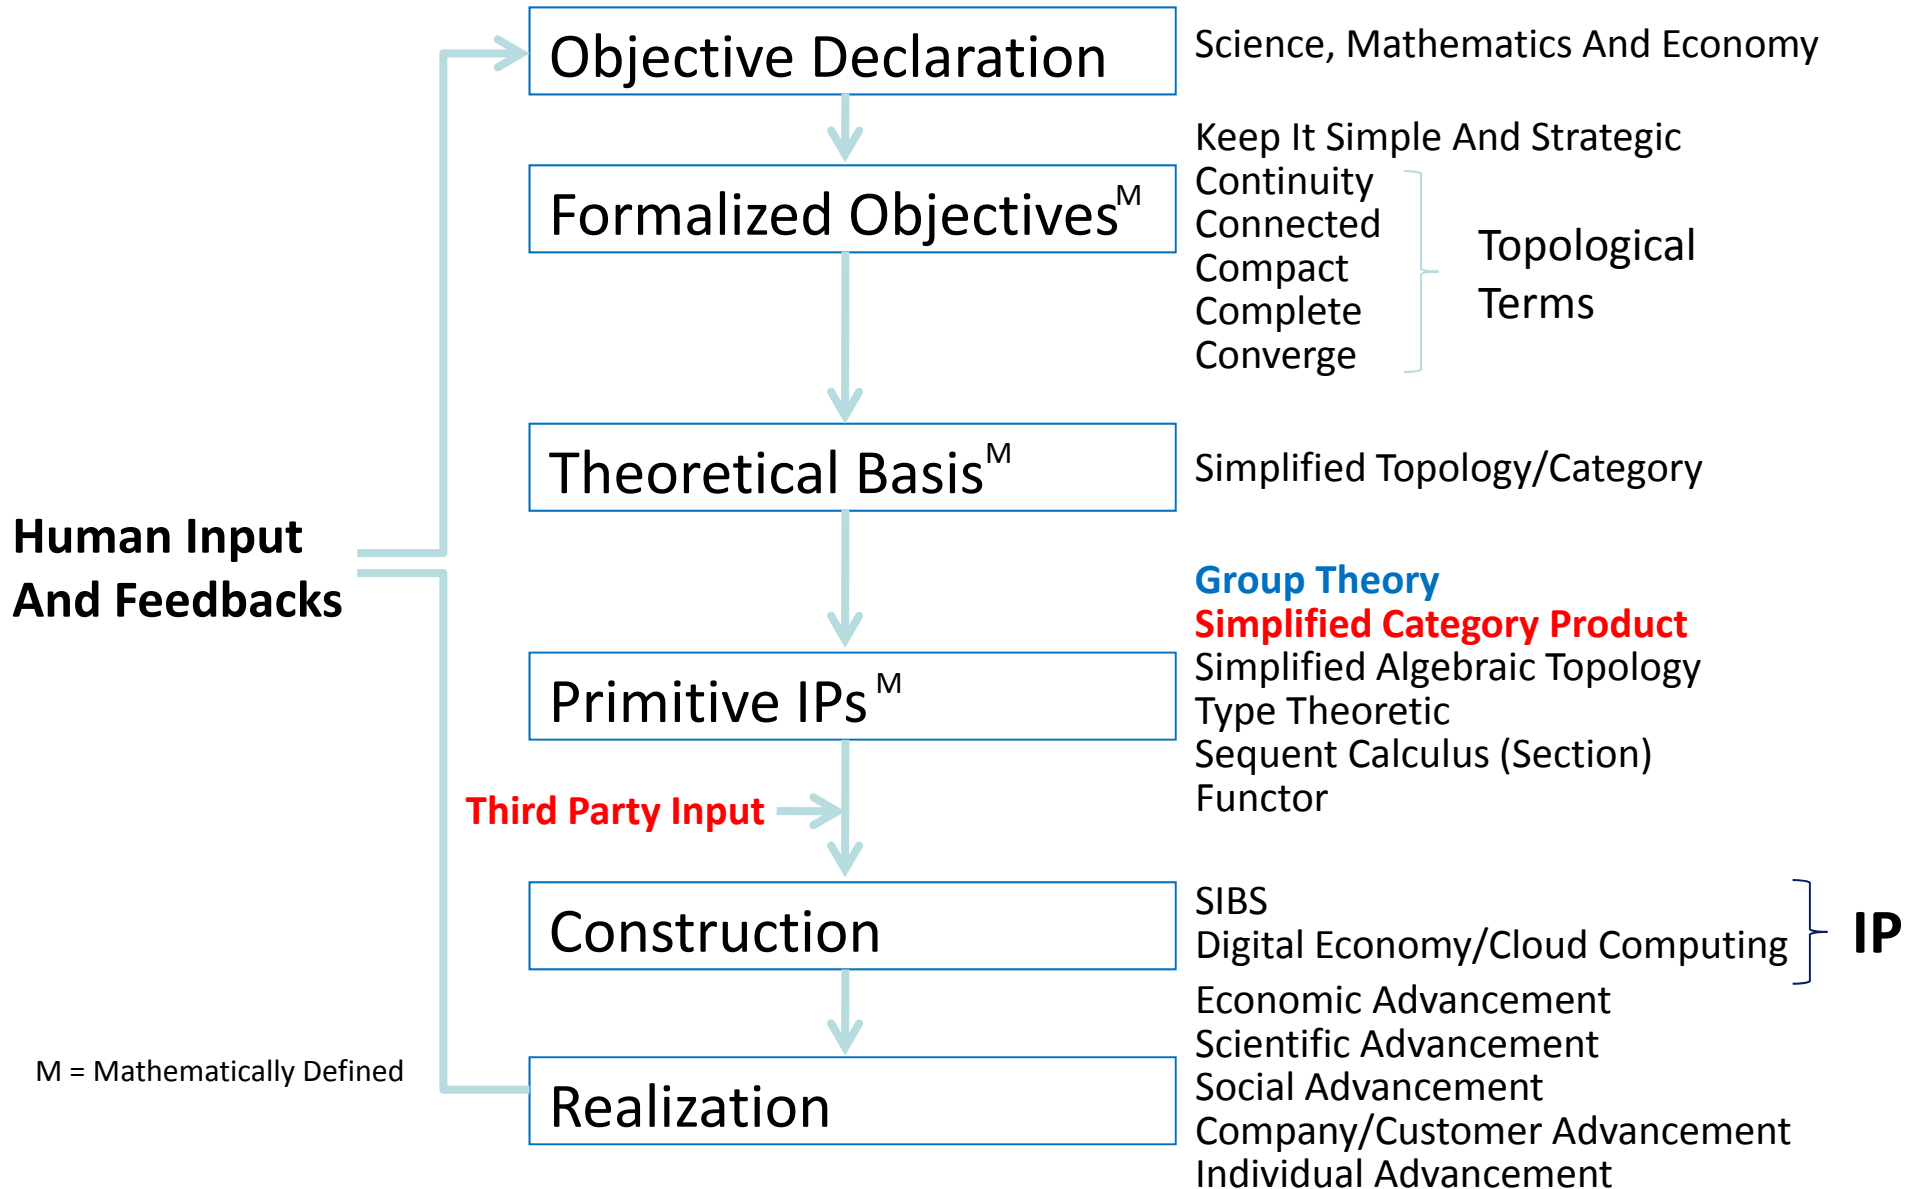 Objective Declaration
Science, Mathematics And Economy
Keep It Simple And Strategic
Formalized Objectives M
Continuity
Connected
Compact
Complete
Converge
Topological
Terms
Theoretical Basis M
Simplified Topology/Category
Human Input
And Feedbacks
Group Theory
Simplified Category Product
Simplified Algebraic Topology
Type Theoretic
Sequent Calculus (Section)
Functor
Primitive IPs M
Third Party Input
Construction
SIBS
Digital Economy/Cloud Computing
IP
Economic Advancement
Scientific Advancement
Social Advancement
Company/Customer Advancement
Individual Advancement
Realization
M = Mathematically Defined